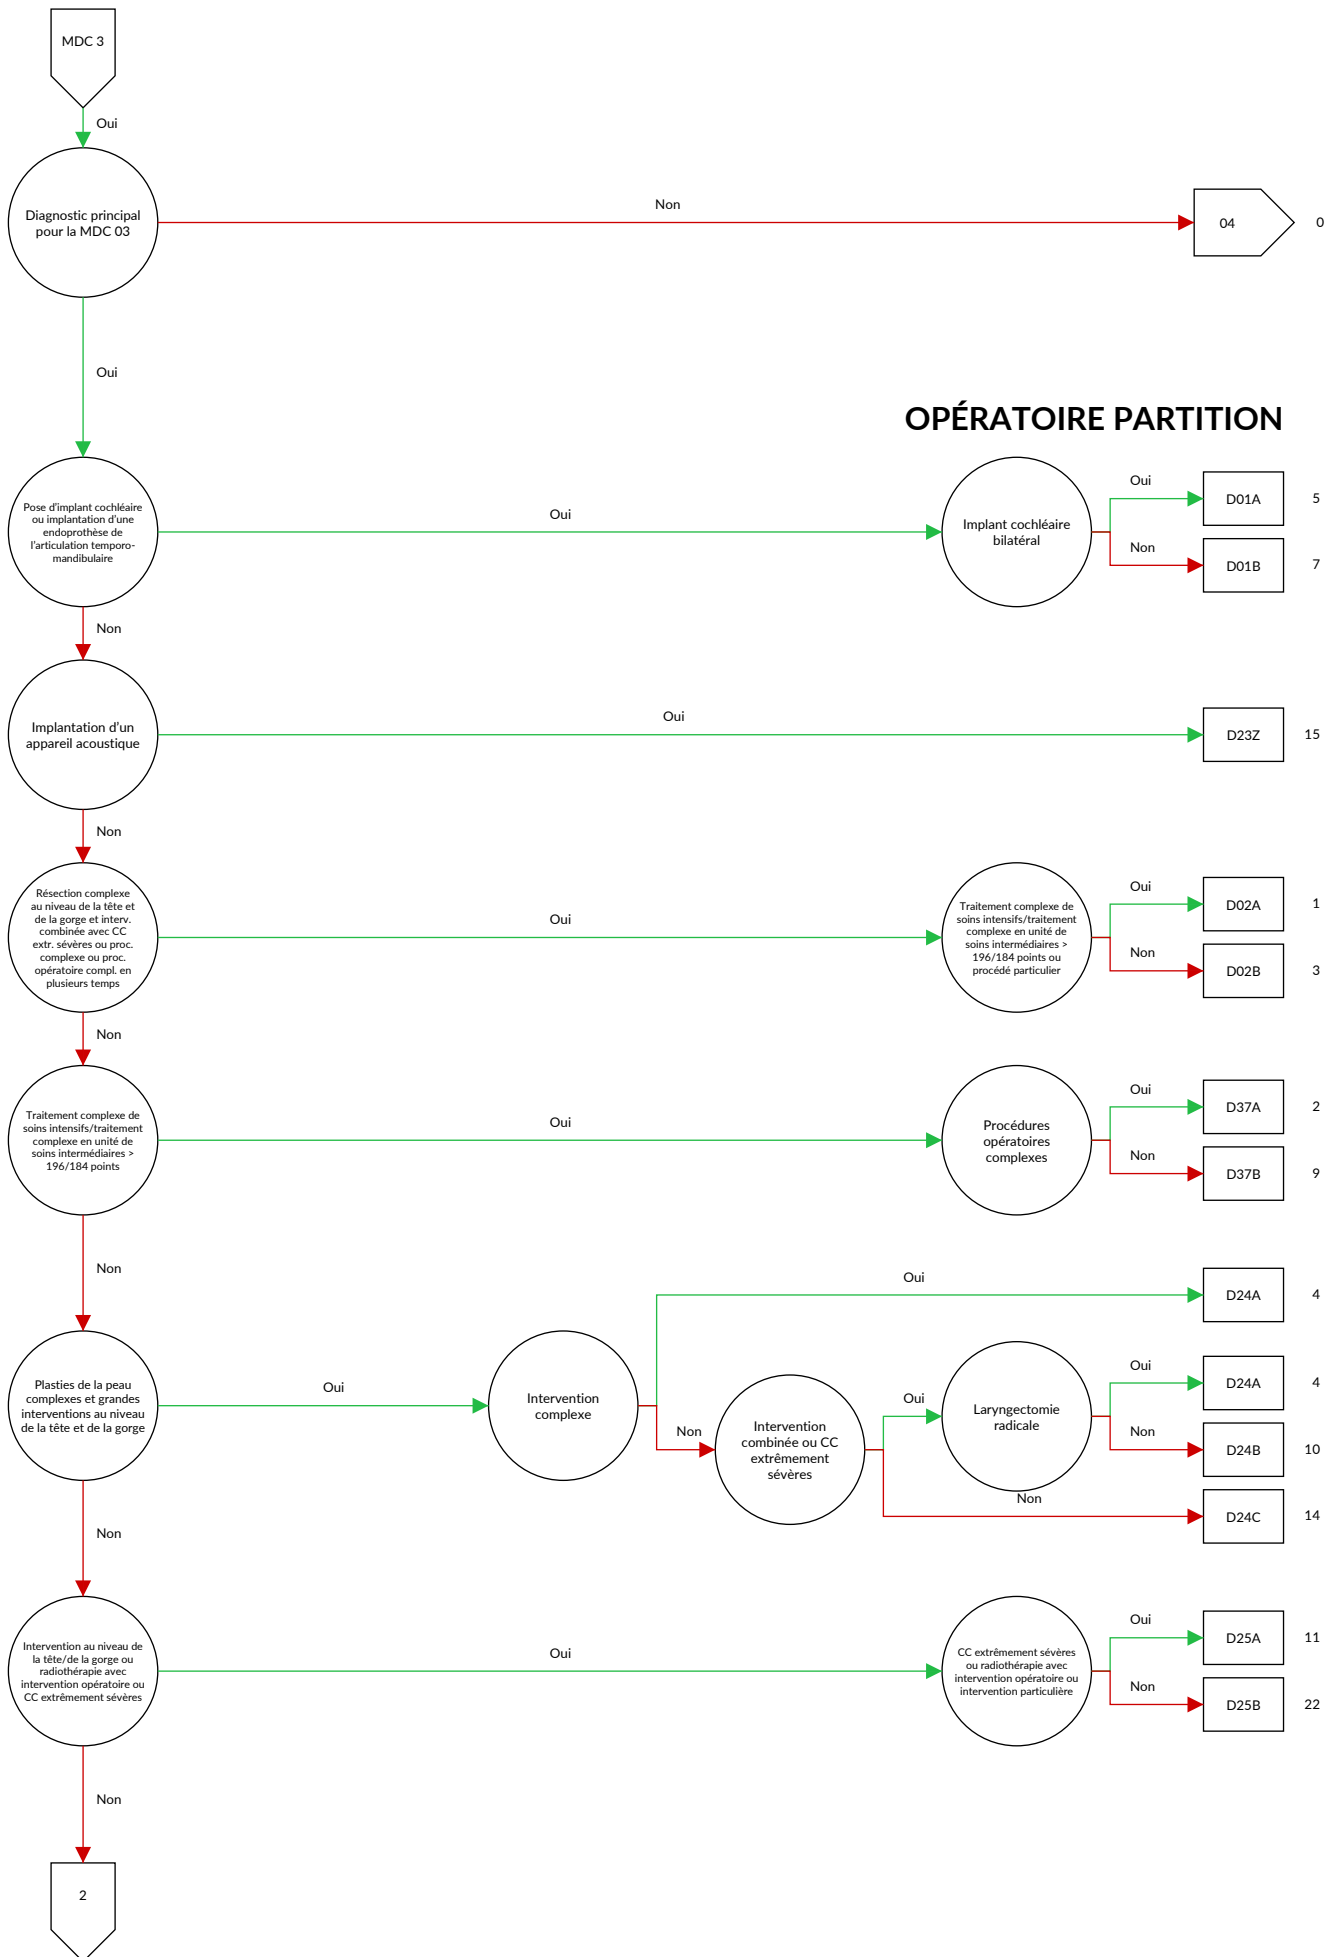 MDC 3
Oui
Diagnostic principal
pour la MDC 03
Non
04
0
Oui
OPÉRATOIRE PARTITION
Pose d'implant cochléaire
ou implantation d'une
endoprothèse de
l'articulation temporo-
mandibulaire
Oui
Implant cochléaire
bilatéral
Oui
D01A
5
Non
D01B
7
Non
Implantation d'un
appareil acoustique
Oui
D23Z
15
Non
Résection complexe
au niveau de la tête et
de la gorge et interv.
combinée avec CC
extr. sévères ou proc.
complexe ou proc.
opératoire compl. en
plusieurs temps
Oui
Traitement complexe de
soins intensifs/traitement
complexe en unité de
soins intermédiaires >
196/184 points ou
procédé particulier
Oui
D02A
1
Non
D02B
3
Non
Traitement complexe de
soins intensifs/traitement
complexe en unité de
soins intermédiaires >
196/184 points
Oui
Procédures
opératoires
complexes
Oui
D37A
2
Non
D37B
9
Non
Plasties de la peau
complexes et grandes
interventions au niveau
de la tête et de la gorge
Oui
Intervention
complexe
Oui
D24A
4
Non
Intervention
combinée ou CC
extrêmement
sévères
Oui
Laryngectomie
radicale
Oui
D24A
4
Non
D24B
10
Non
D24C
14
Non
Intervention au niveau de
la tête/de la gorge ou
radiothérapie avec
intervention opératoire ou
CC extrêmement sévères
Oui
CC extrêmement sévères
ou radiothérapie avec
intervention opératoire ou
intervention particulière
Oui
D25A
11
Non
D25B
22
Non
2